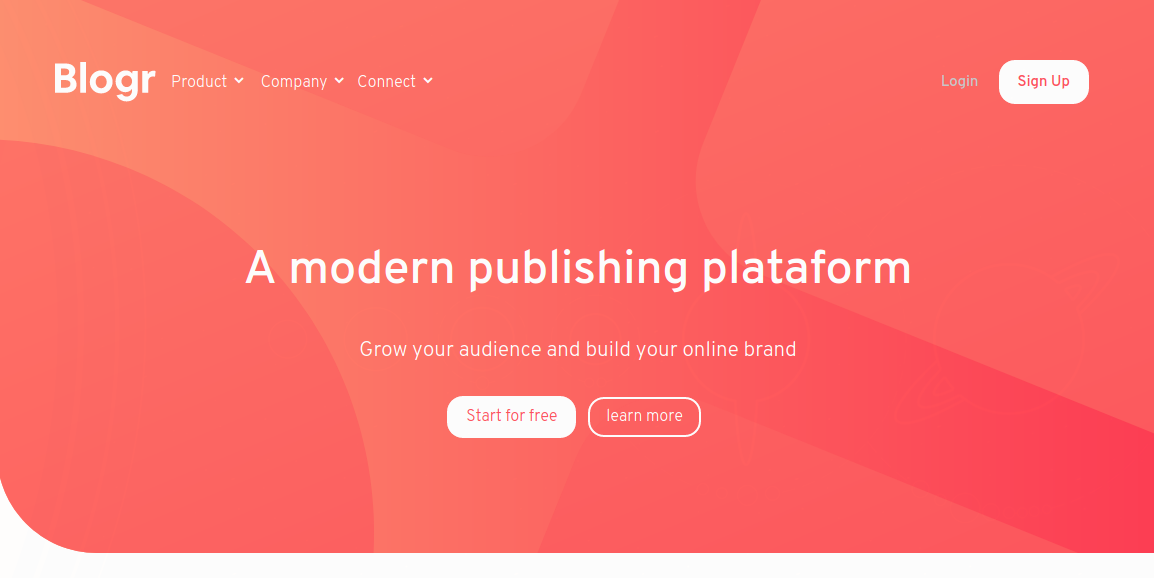 Blogr Product Company Connect Login Sign Up
A modern publishing plataform
Grow your audience and build your online brand
Start for free learn more